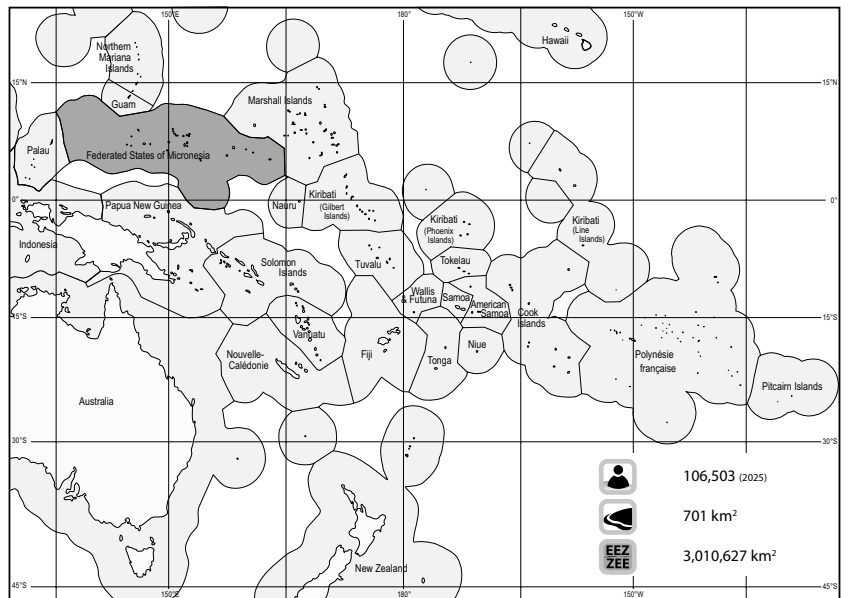 150°E
180°
150°W
Hawaii
Northern
Mariana
Islands
15°N
15°N
Guam
Marshall Islands
Palau
Federated States of Micronesia
0°
0°
Papua New Guinea
Nauru
Kiribati
(Gilbert
Islands)
Kiribati
(Phoenix
Islands)
Kiribati
(Line
Islands)
Indonesia
Solomon
Islands
Tuvalu
Tokelau
Wallis
& Futuna
Samoa
American
Samoa
Cook
Islands
15°S
15°S
Vanuatu
Nouvelle-
Calédonie
Fiji
Tonga
Niue
Polynésie
française
Pitcairn Islands
Australia
30°S
30°S
106,503 (2025)
701 km²
EEZ
ZEE
3,010,627 km²
New Zealand
45°S
45°S
150°E
180°
150°W